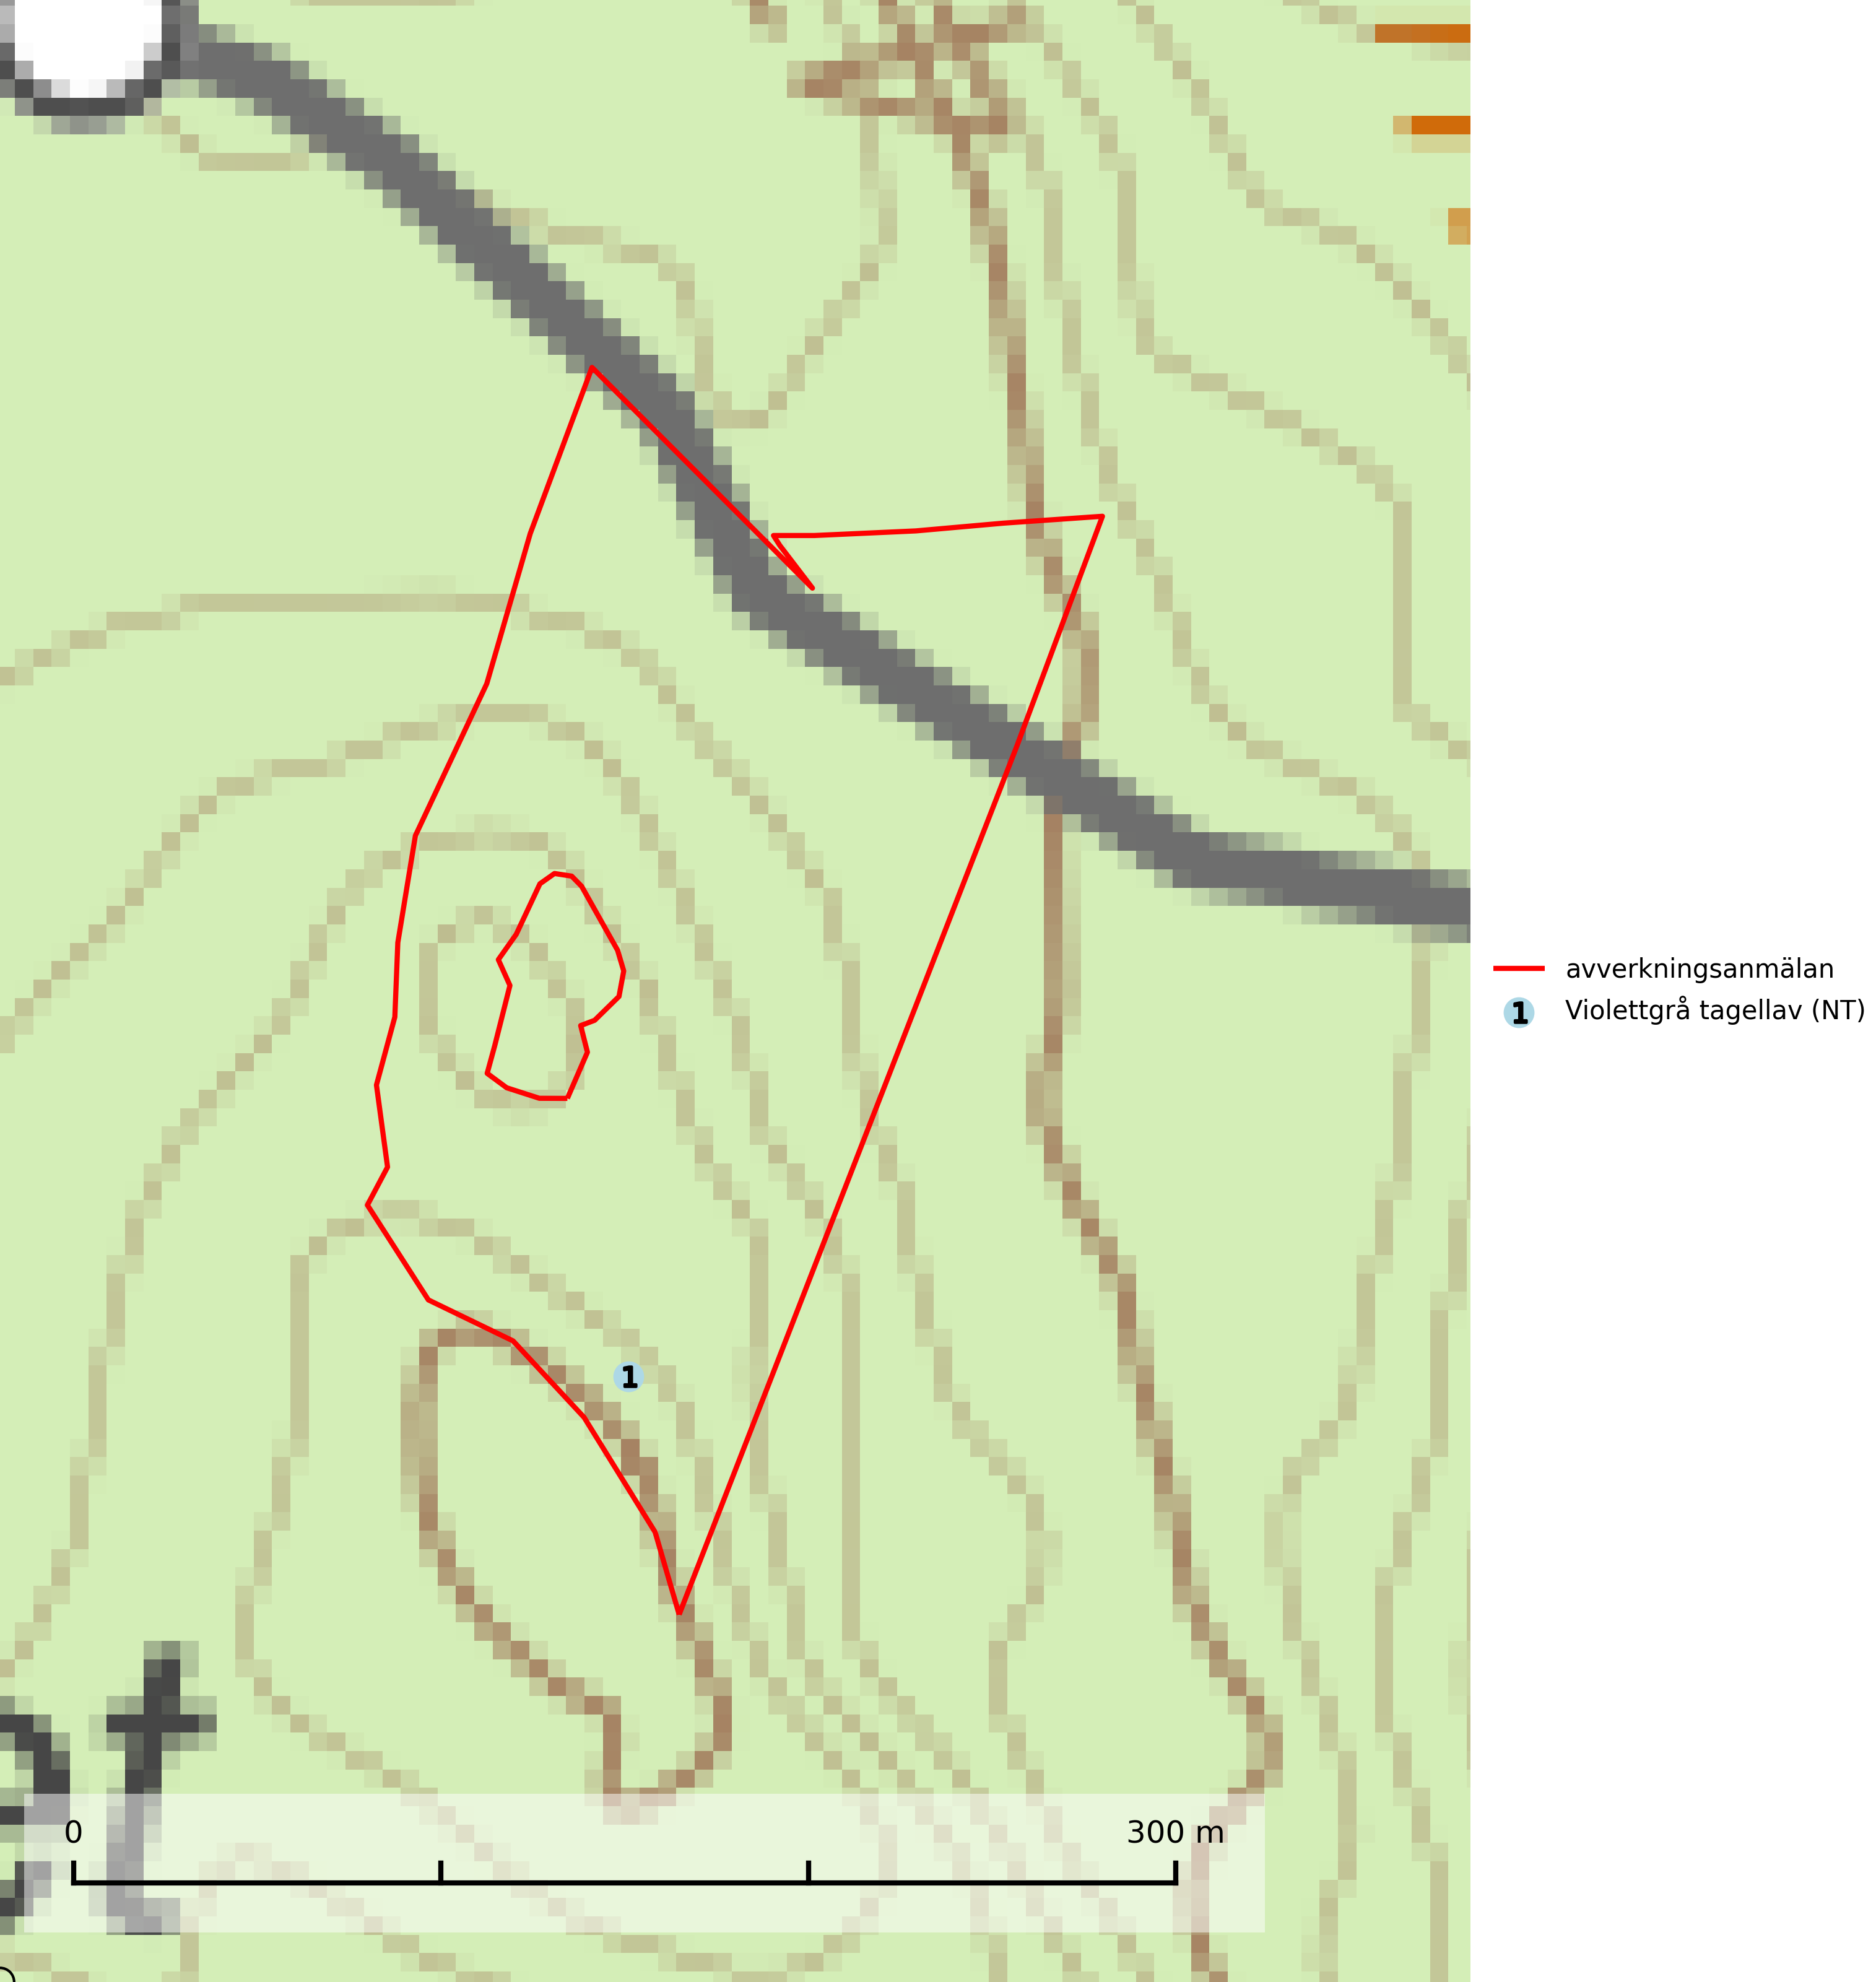 avverkningsanmälan
1 Violettgrå tagellav (NT)
1
0 300 m